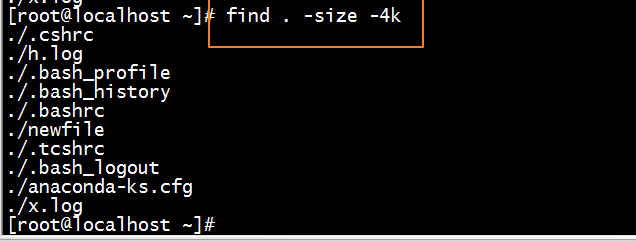 ./x.log
[root@localhost ~]# find . -size -4k
./.cshrc
./h.log
./.bash_profile
./.bash_history
./.bashrc
./newfile
./.tcshrc
./.bash_logout
./anaconda-ks.cfg
./x.log
[root@localhost ~]#